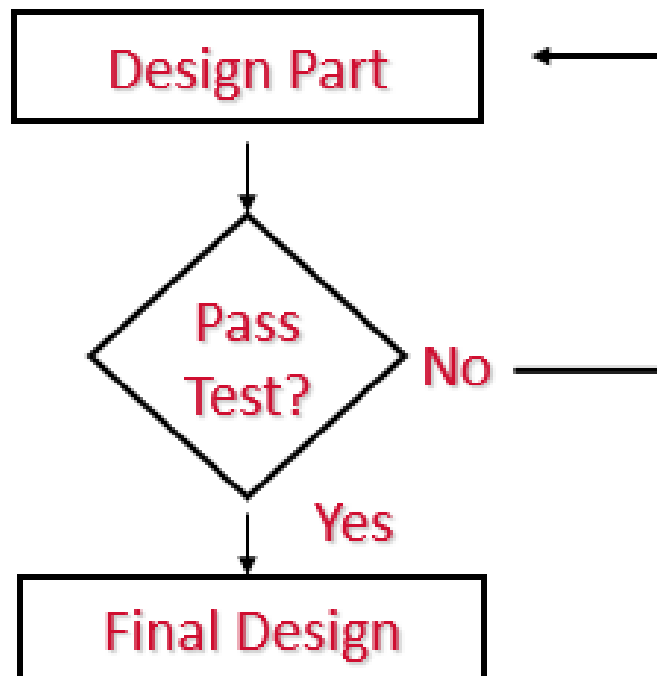 Design Part
Pass
Test?
No
Yes
Final Design